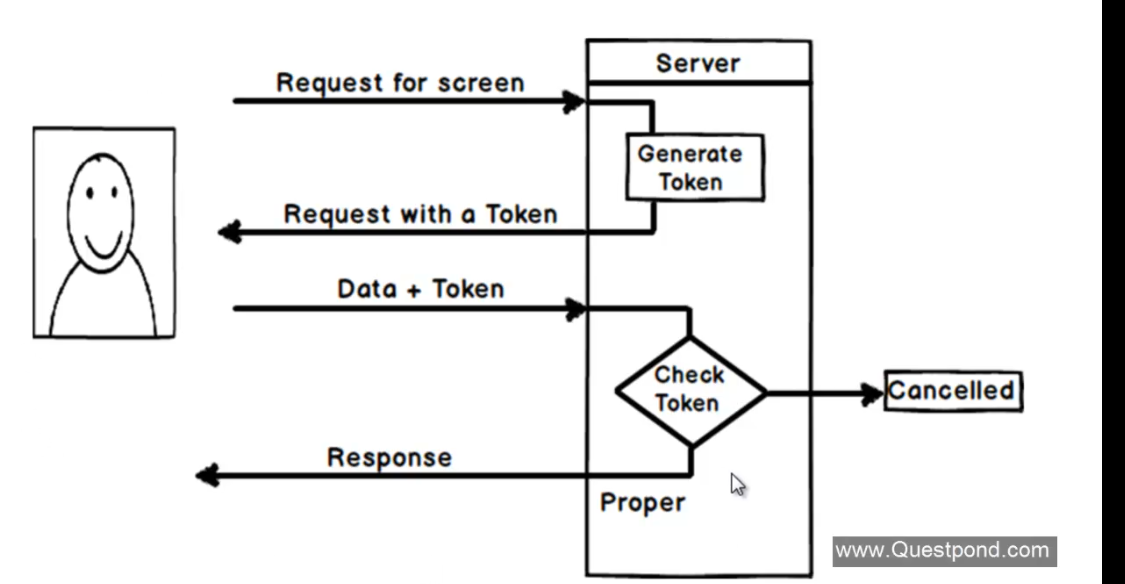 Server
Request for screen
Generate
Token
Request with a Token
Data + Token
Check
Token
Cancelled
Response
Proper
www.Questpond.com